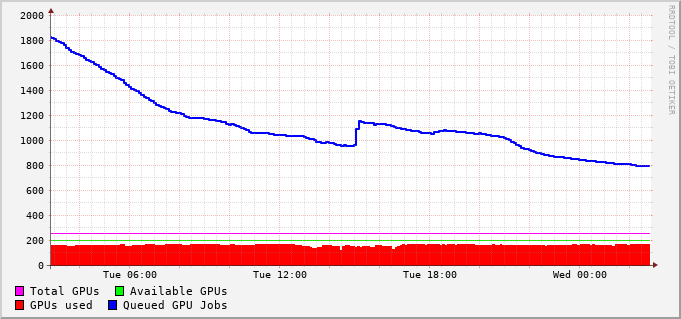 2000
1800
1600
1400
1200
1000
800
600
400
200
0
Tue 06:00 Tue 12:00 Tue 18:00 Wed 00:00
Total GPUs Available GPUs
GPUs used Queued GPU Jobs
RRDTOOL / TOBI OETIKER